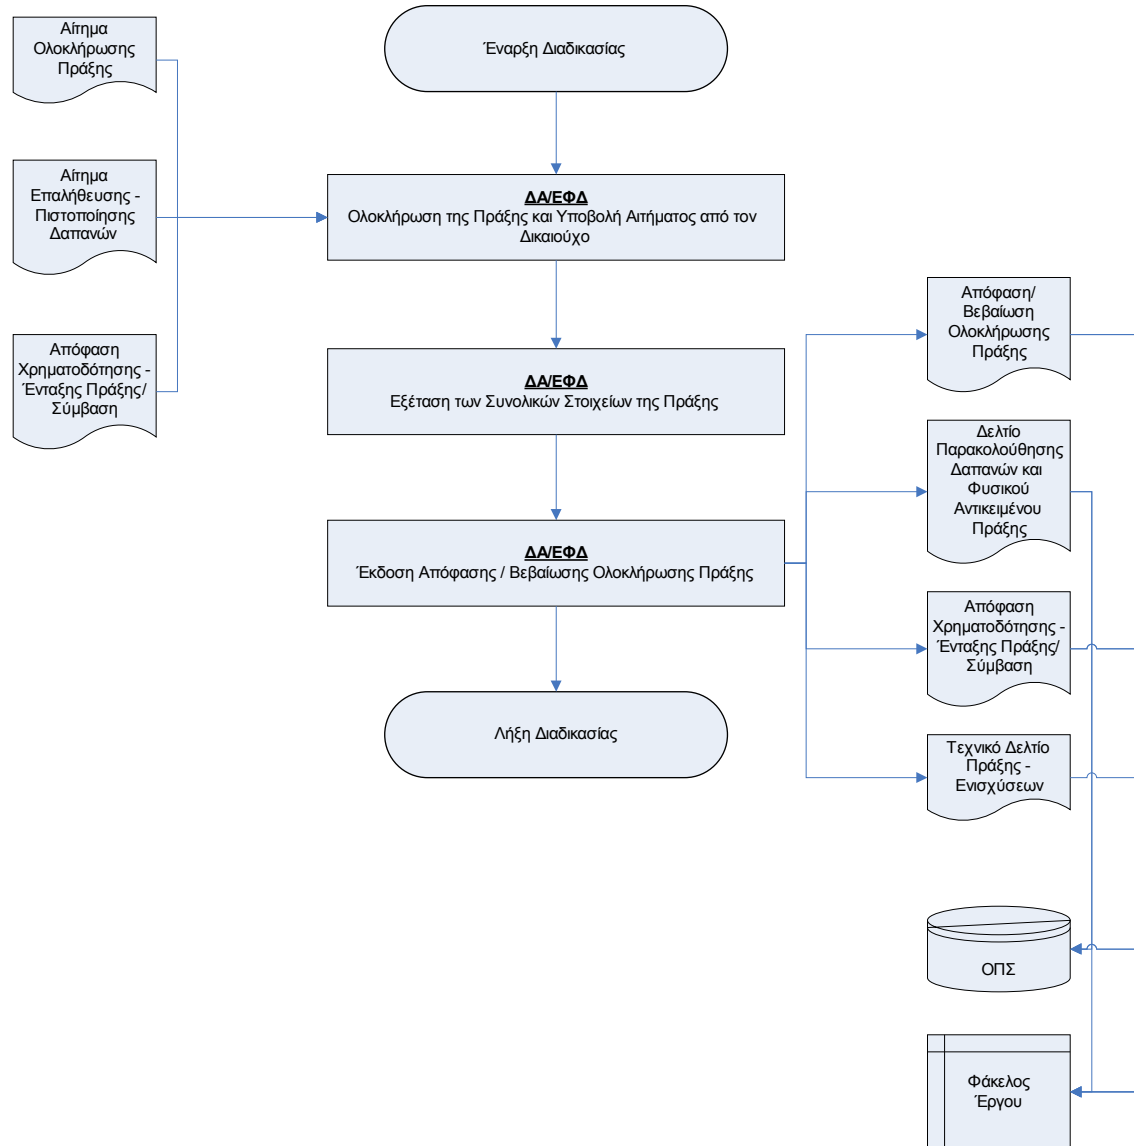 Αίτημα
Ολοκλήρωσης
Πράξης
Έναρξη Διαδικασίας
Αίτημα
Επαλήθευσης -
Πιστοποίησης
Δαπανών
ΔΑ/ΕΦΔ
Ολοκλήρωση της Πράξης και Υποβολή Αιτήματος από τον
Δικαιούχο
Απόφαση
Χρηματοδότησης -
Ένταξης Πράξης/
Σύμβαση
ΔΑ/ΕΦΔ
Εξέταση των Συνολικών Στοιχείων της Πράξης
ΔΑ/ΕΦΔ
Έκδοση Απόφασης / Βεβαίωσης Ολοκλήρωσης Πράξης
Λήξη Διαδικασίας
Απόφαση/
Βεβαίωση
Ολοκλήρωσης
Πράξης
Δελτίο
Παρακολούθησης
Δαπανών και
Φυσικού
Αντικειμένου
Πράξης
Απόφαση
Χρηματοδότησης -
Ένταξης Πράξης/
Σύμβαση
Τεχνικό Δελτίο
Πράξης -
Ενισχύσεων
ΟΠΣ
Φάκελος
Έργου